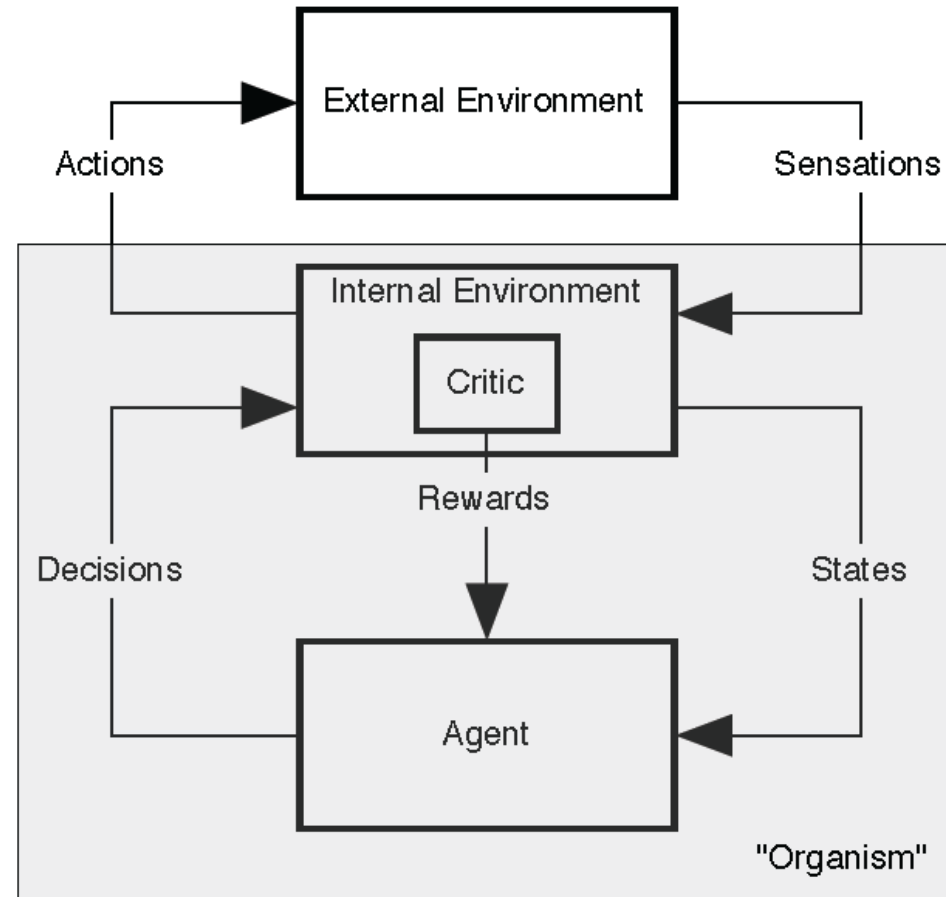 External Environment
Actions
Sensations
Internal Environment
Critic
Rewards
Decisions
States
Agent
"Organism"